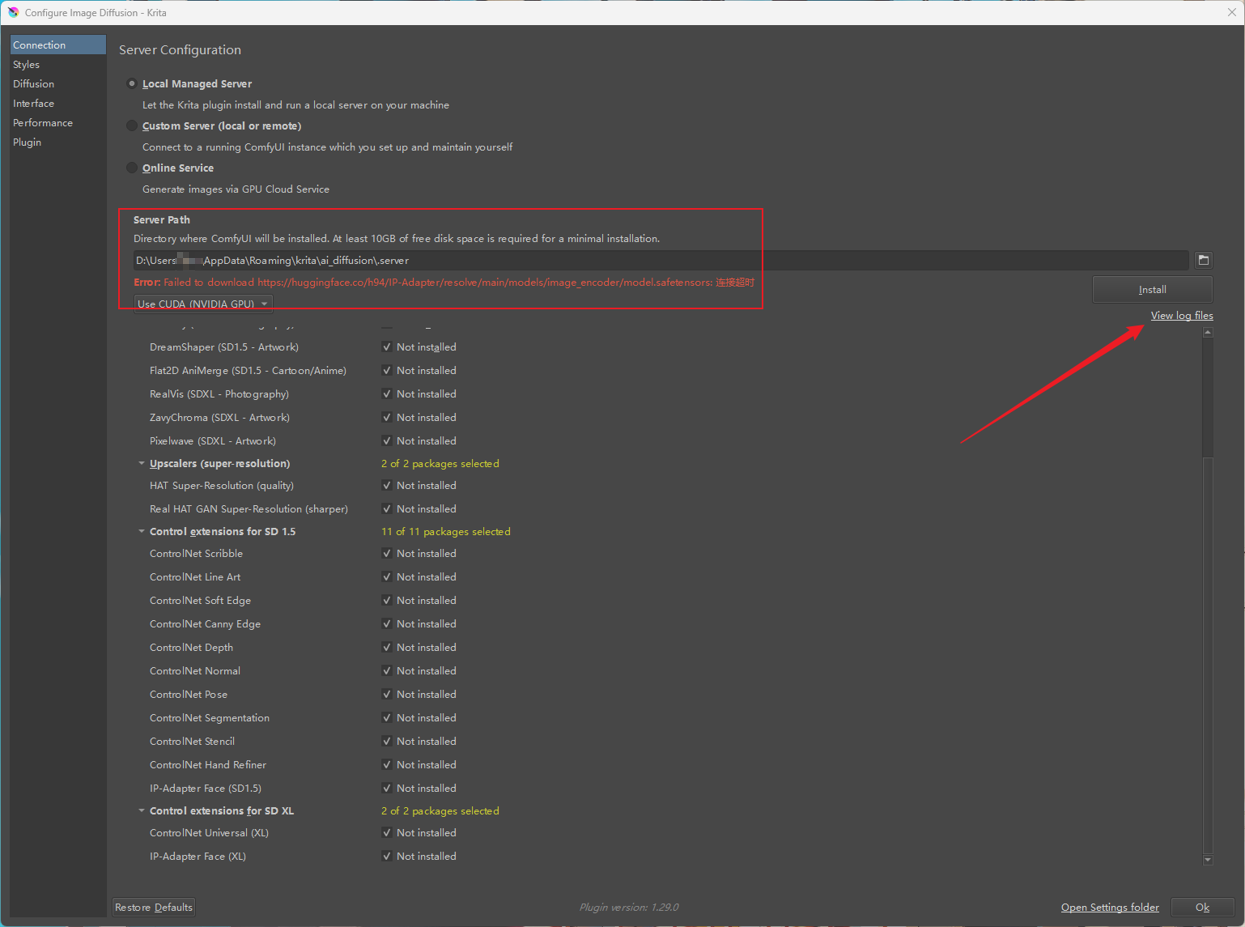 Configure Image Diffusion - Krita
Connection
Styles
Diffusion
Interface
Performance
Plugin
Server Configuration
Local Managed Server
Let the Krita plugin install and run a local server on your machine
Custom Server (local or remote)
Connect to a running ComfyUI instance which you set up and maintain yourself
Online Service
Generate images via GPU Cloud Service
Server Path
Directory where ComfyUI will be installed. At least 10GB of free disk space is required for a minimal installation.
D:\Users AppData\Roaming\krita\ai_diffusion\.server
Error: Failed to download https://huggingface.co/h94/IP-Adapter/resolve/main/models/image_encoder/model.safetensors: 连接超时
Install
Use CUDA (NVIDIA GPU)
View log files
DreamShaper (SD1.5 - Artwork) Not installed
Flat2D AniMerge (SD1.5 - Cartoon/Anime) Not installed
RealVis (SDXL - Photography) Not installed
ZavyChroma (SDXL - Artwork) Not installed
Pixelwave (SDXL - Artwork) Not installed
Upscalers (super-resolution) 2 of 2 packages selected
HAT Super-Resolution (quality) Not installed
Real HAT GAN Super-Resolution (sharper) Not installed
Control extensions for SD 1.5 11 of 11 packages selected
ControlNet Scribble Not installed
ControlNet Line Art Not installed
ControlNet Soft Edge Not installed
ControlNet Canny Edge Not installed
ControlNet Depth Not installed
ControlNet Normal Not installed
ControlNet Pose Not installed
ControlNet Segmentation Not installed
ControlNet Stencil Not installed
ControlNet Hand Refiner Not installed
IP-Adapter Face (SD1.5) Not installed
Control extensions for SD XL 2 of 2 packages selected
ControlNet Universal (XL) Not installed
IP-Adapter Face (XL) Not installed
Restore Defaults
Plugin version: 1.29.0
Open Settings folder
Ok